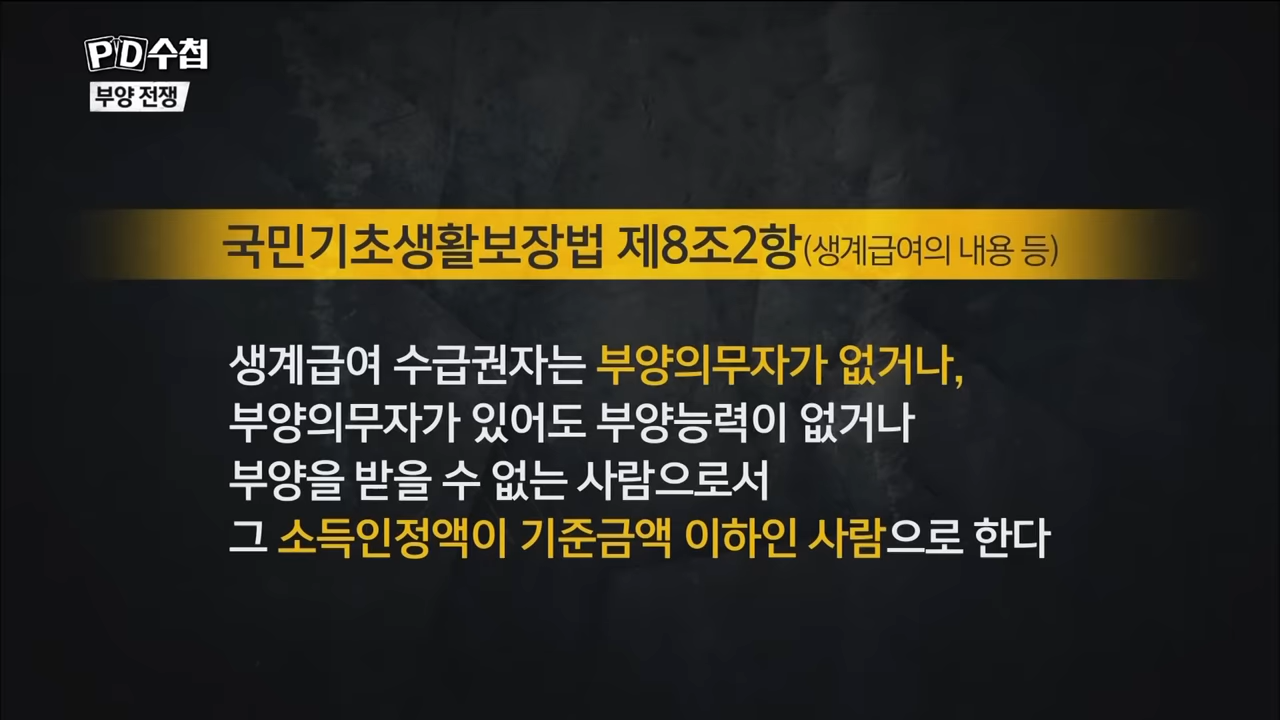 PD수첩
부양 전쟁
국민기초생활보장법 제8조2항(생계급여의 내용 등)
생계급여 수급권자는 부양의무자가 없거나,
부양의무자가 있어도 부양능력이 없거나
부양을 받을 수 없는 사람으로서
그 소득인정액이 기준금액 이하인 사람으로 한다